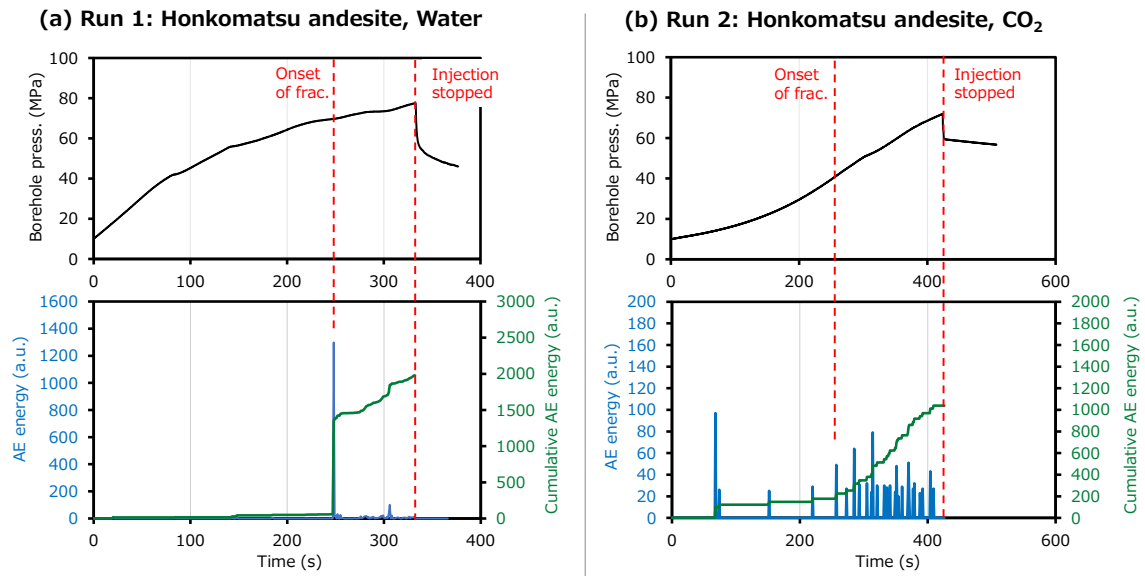 (a) Run 1: Honkomatsu andesite, Water
Borehole press. (MPa)
100
80
60
40
20
0
0 100 200 300 400
Onset
of frac.
Injection
stopped
AE energy (a.u.)
1600
1400
1200
1000
800
600
400
200
0
Cumulative AE energy (a.u.)
3000
2500
2000
1500
1000
500
0
0 100 200 300 400
Time (s)
(b) Run 2: Honkomatsu andesite, CO₂
Borehole press. (MPa)
100
80
60
40
20
0
0 200 400 600
Onset
of frac.
Injection
stopped
AE energy (a.u.)
200
180
160
140
120
100
80
60
40
20
0
Cumulative AE energy (a.u.)
2000
1800
1600
1400
1200
1000
800
600
400
200
0
0 200 400 600
Time (s)